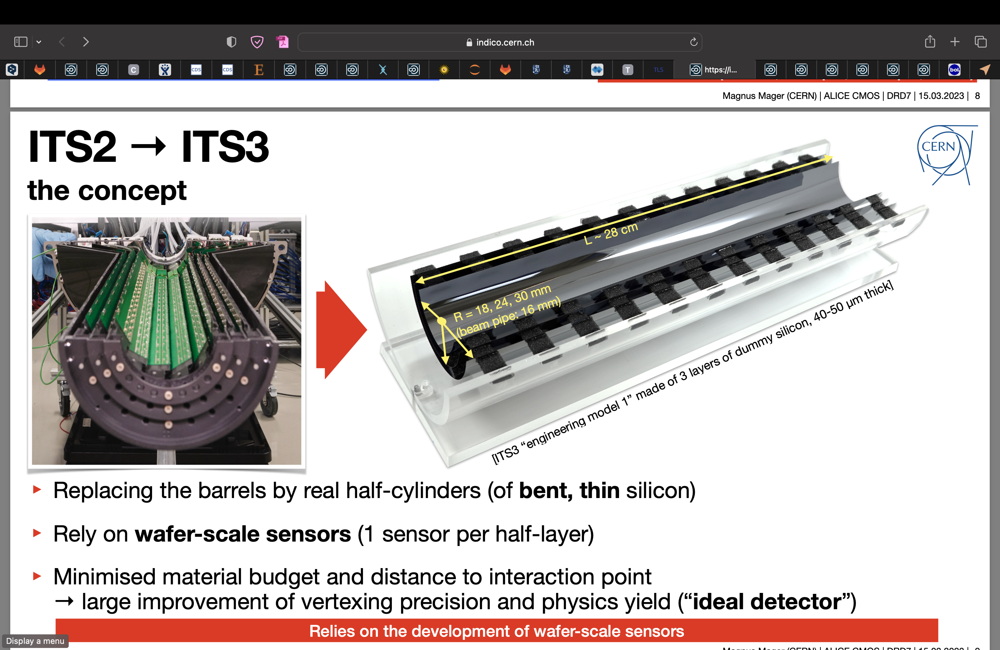 indico.cern.ch
C
CDS
CDS
E
T
TLS
https://i...
bol
Magnus Mager (CERN) | ALICE CMOS | DRD7 | 15.03.2023 | 8
ITS2 → ITS3
the concept
CERN
L ~ 28 cm
R = 18, 24, 30 mm
(beam pipe: 16 mm)
[ITS3 “engineering model 1” made of 3 layers of dummy silicon, 40-50 μm thick]
▸ Replacing the barrels by real half-cylinders (of bent, thin silicon)
▸ Rely on wafer-scale sensors (1 sensor per half-layer)
▸ Minimised material budget and distance to interaction point
→ large improvement of vertexing precision and physics yield (“ideal detector”)
Relies on the development of wafer-scale sensors
Display a menu